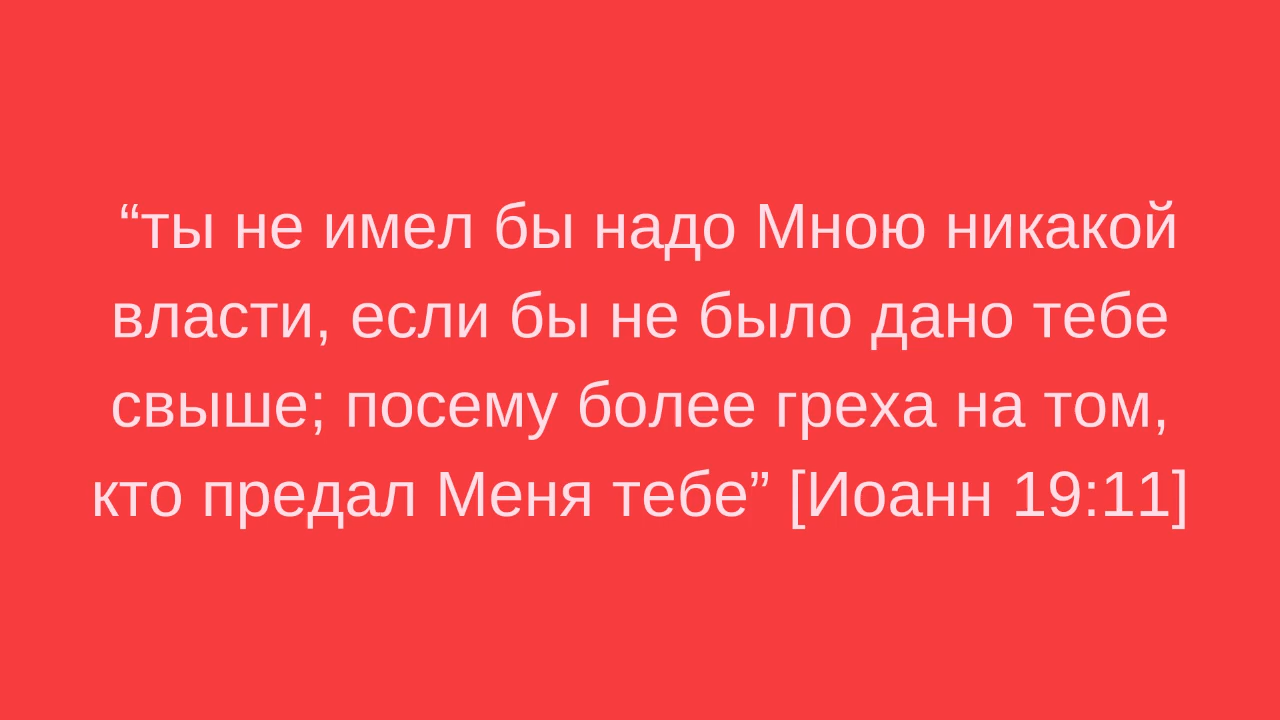 “ты не имел бы надо Мною никакой
власти, если бы не было дано тебе
свыше; посему более греха на том,
кто предал Меня тебе” [Иоанн 19:11]